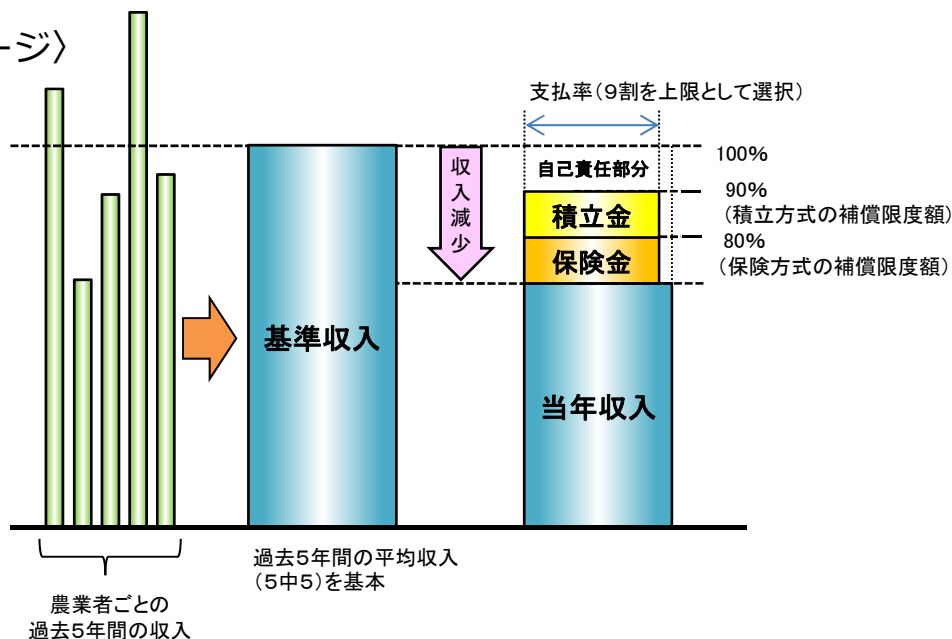 ージ〉
支払率(9割を上限として選択)
100%
自己責任部分
90%
(積立方式の補償限度額)
積立金
80%
(保険方式の補償限度額)
保険金
収入減少
基準収入
当年収入
過去5年間の平均収入
(5中5)を基本
農業者ごとの
過去5年間の収入